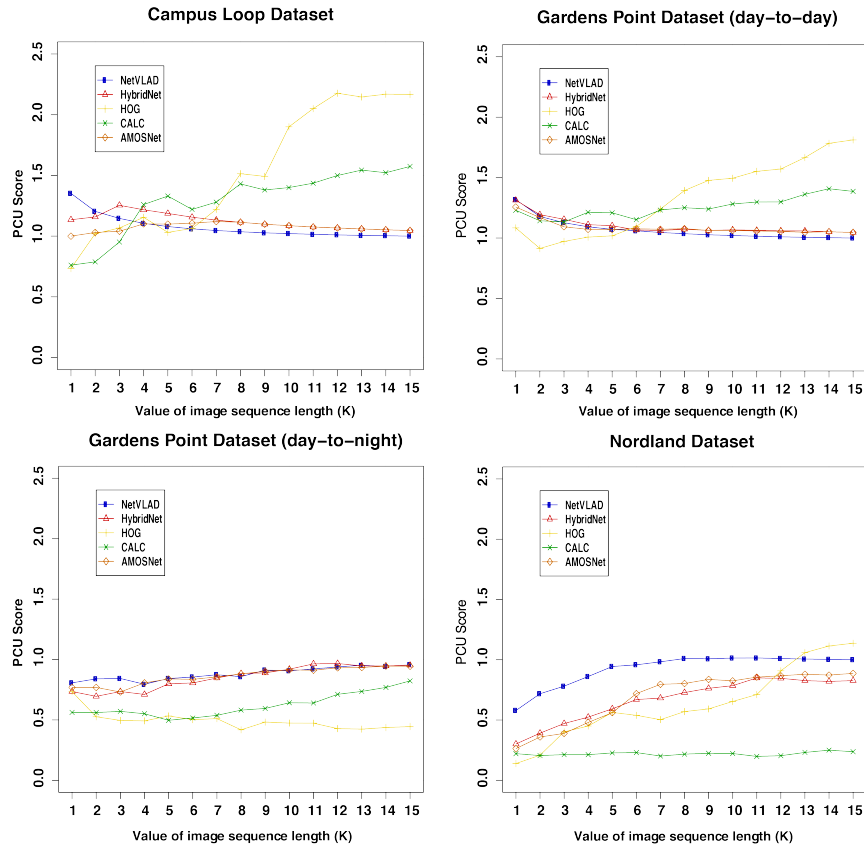 Campus Loop Dataset
PCU Score
2.5
2.0
1.5
1.0
0.5
0.0
NetVLAD
HybridNet
HOG
CALC
AMOSNet
1 2 3 4 5 6 7 8 9 10 11 12 13 14 15
Value of image sequence length (K)
Gardens Point Dataset (day−to−day)
PCU Score
2.5
2.0
1.5
1.0
0.5
0.0
NetVLAD
HybridNet
HOG
CALC
AMOSNet
1 2 3 4 5 6 7 8 9 10 11 12 13 14 15
Value of image sequence length (K)
Gardens Point Dataset (day−to−night)
PCU Score
2.5
2.0
1.5
1.0
0.5
0.0
NetVLAD
HybridNet
HOG
CALC
AMOSNet
1 2 3 4 5 6 7 8 9 10 11 12 13 14 15
Value of image sequence length (K)
Nordland Dataset
PCU Score
2.5
2.0
1.5
1.0
0.5
0.0
NetVLAD
HybridNet
HOG
CALC
AMOSNet
1 2 3 4 5 6 7 8 9 10 11 12 13 14 15
Value of image sequence length (K)